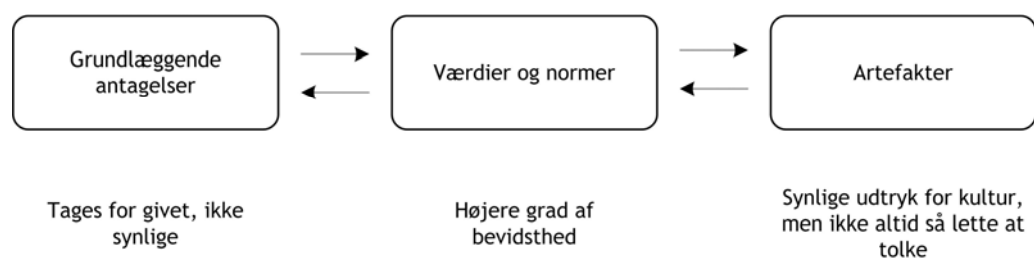 Grundlæggende
antagelser
Værdier og normer
Artefakter
Tages for givet, ikke
synlige
Højere grad af
bevidsthed
Synlige udtryk for kultur,
men ikke altid så lette at
tolke